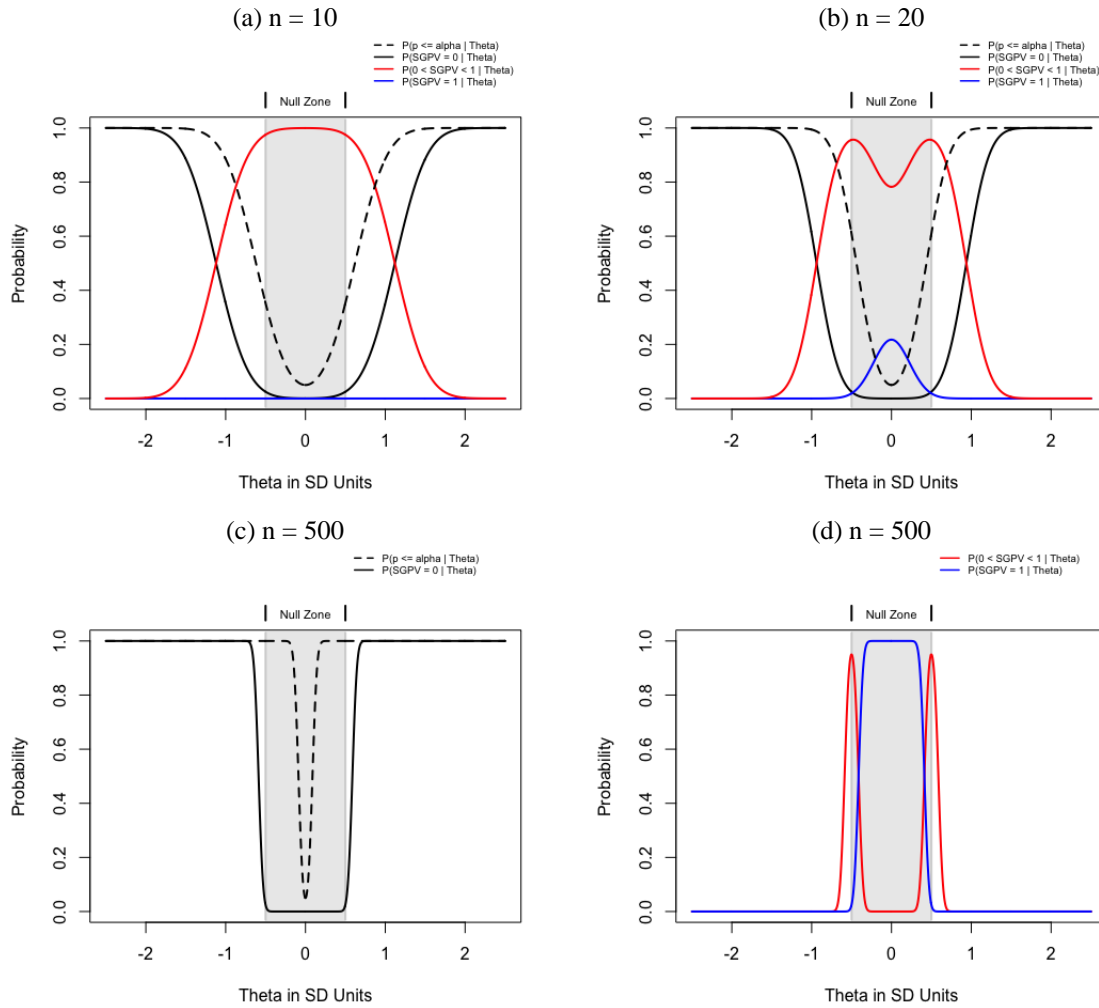 (a) n = 10
P(p <= alpha | Theta)
P(SGPV = 0 | Theta)
P(0 < SGPV < 1 | Theta)
P(SGPV = 1 | Theta)
Null Zone
1.0
0.8
0.6
0.4
0.2
0.0
Probability
-2 -1 0 1 2
Theta in SD Units
(b) n = 20
P(p <= alpha | Theta)
P(SGPV = 0 | Theta)
P(0 < SGPV < 1 | Theta)
P(SGPV = 1 | Theta)
Null Zone
1.0
0.8
0.6
0.4
0.2
0.0
Probability
-2 -1 0 1 2
Theta in SD Units
(c) n = 500
P(p <= alpha | Theta)
P(SGPV = 0 | Theta)
Null Zone
1.0
0.8
0.6
0.4
0.2
0.0
Probability
-2 -1 0 1 2
Theta in SD Units
(d) n = 500
P(0 < SGPV < 1 | Theta)
P(SGPV = 1 | Theta)
Null Zone
1.0
0.8
0.6
0.4
0.2
0.0
Probability
-2 -1 0 1 2
Theta in SD Units